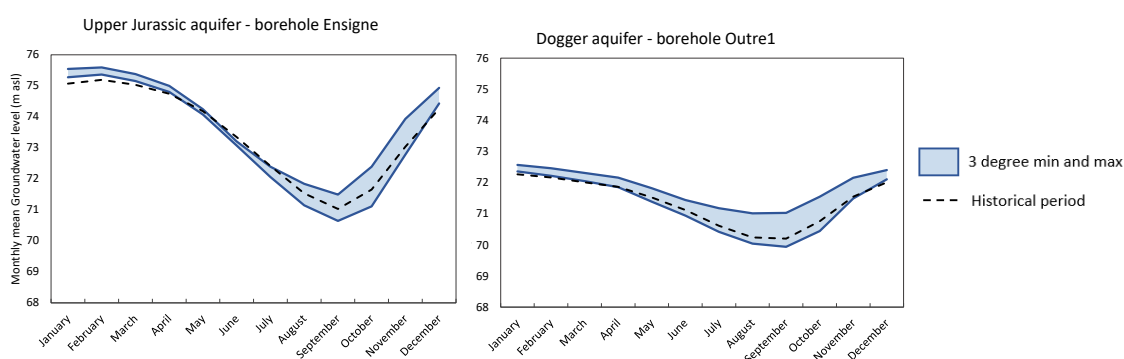 Upper Jurassic aquifer - borehole Ensigne
Monthly mean Groundwater level (m asl)
76
75
74
73
72
71
70
69
68
January
February
March
April
May
June
July
August
September
October
November
December
Dogger aquifer - borehole Outre1
76
75
74
73
72
71
70
69
68
January
February
March
April
May
June
July
August
September
October
November
December
3 degree min and max
Historical period